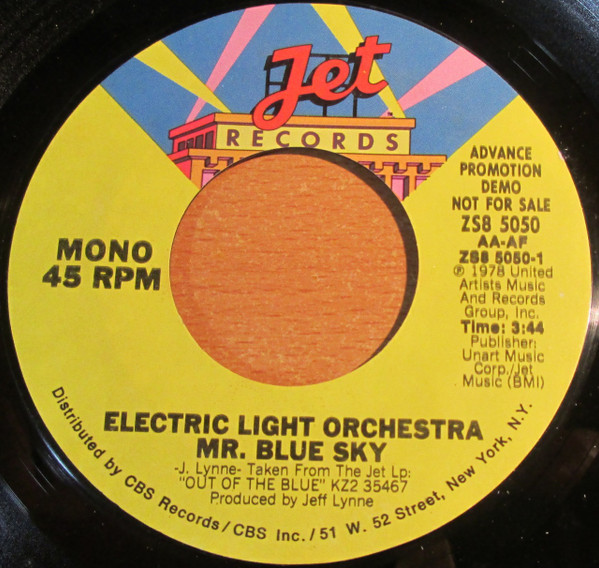 Jet
RECORDS
MONO
45 RPM
ADVANCE
PROMOTION
DEMO
NOT FOR SALE
ZS8 5050
AA-AF
ZS8 5050-1
℗ 1978 United
Artists Music
And Records
Group, Inc.
Time: 3:44
Publisher:
Unart Music
Corp./Jet
Music (BMI)
ELECTRIC LIGHT ORCHESTRA
MR. BLUE SKY
-J. Lynne- Taken From The Jet Lp:
"OUT OF THE BLUE" KZ2 35467
Produced by Jeff Lynne
Distributed by CBS Records/CBS Inc./51 W. 52 Street, New York, N.Y.